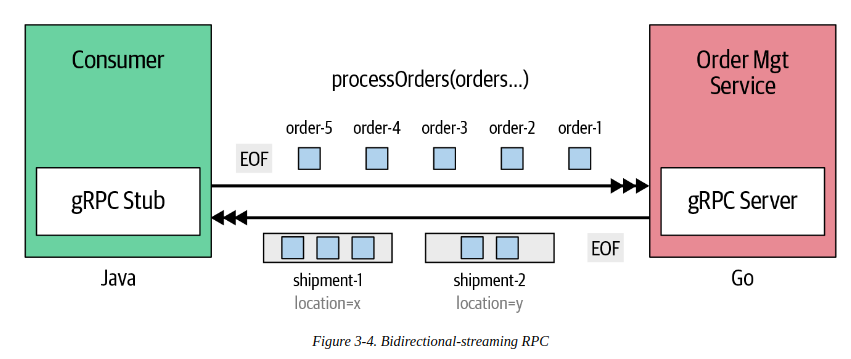 Consumer
Order Mgt
Service
processOrders(orders...)
order-5
order-4
order-3
order-2
order-1
EOF
gRPC Stub
gRPC Server
EOF
shipment-1
shipment-2
location=x
location=y
Java
Go
Figure 3-4. Bidirectional-streaming RPC